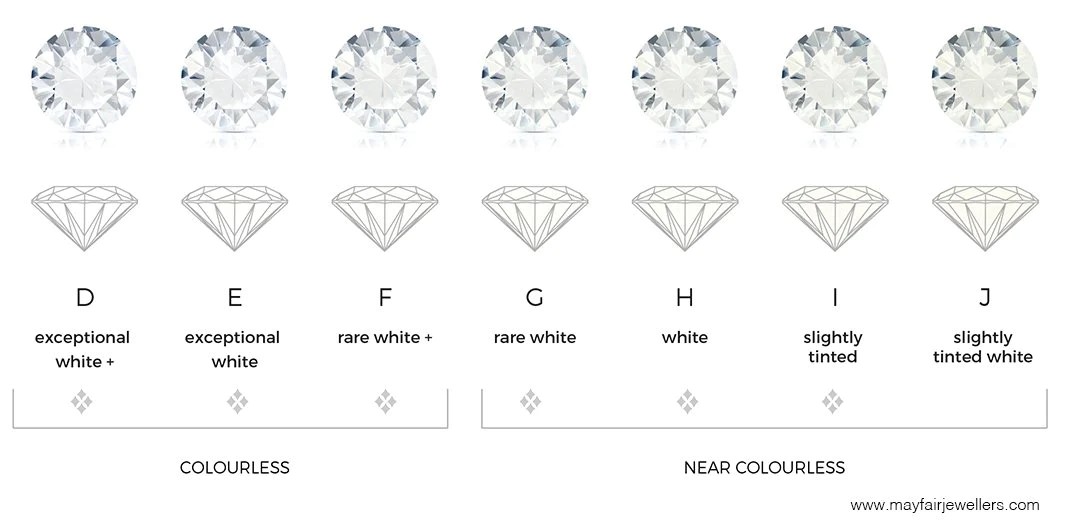 D E F G H I J
exceptional exceptional rare white + rare white white slightly slightly
white + white tinted tinted white
COLOURLESS NEAR COLOURLESS
www.mayfairjewellers.com